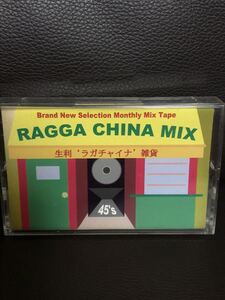 Brand New Selection Monthly Mix Tape
RAGGA CHINA MIX
生利‘ラガチャイナ’雑貨
45's